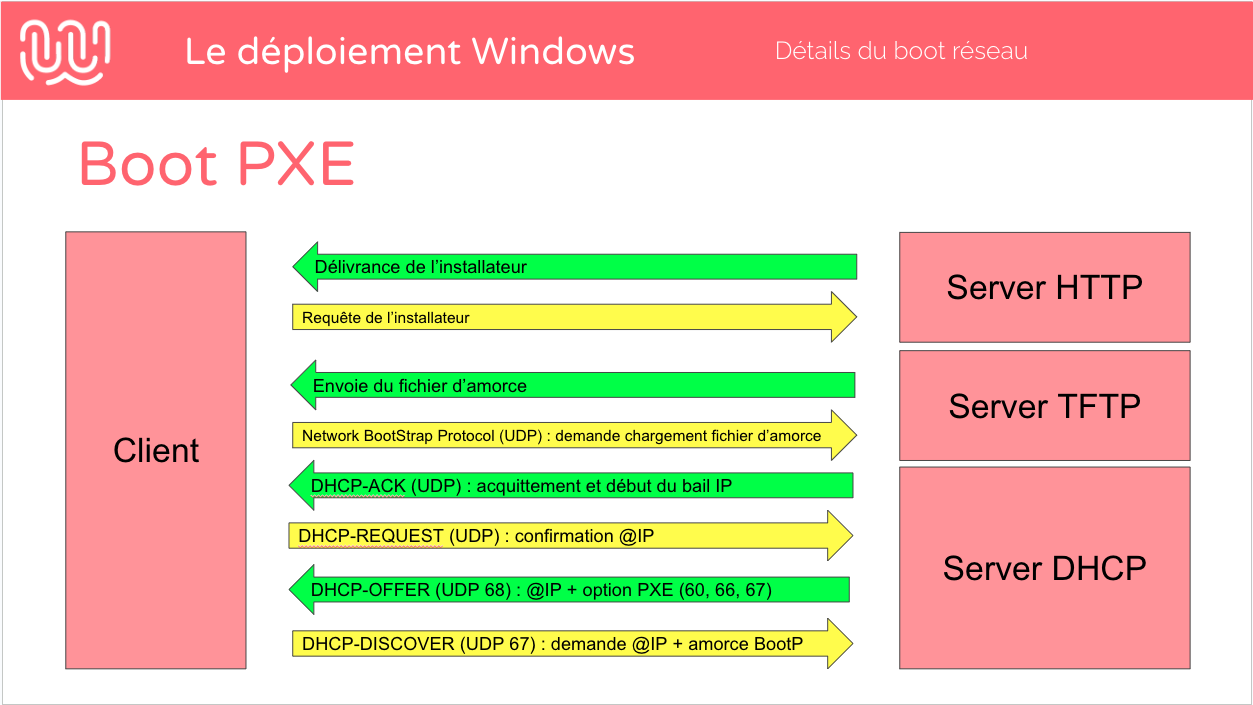 Le déploiement Windows
Détails du boot réseau
Boot PXE
Client
Délivrance de l'installateur
Requête de l'installateur
Envoie du fichier d'amorce
Network BootStrap Protocol (UDP) : demande chargement fichier d'amorce
DHCP-ACK (UDP) : acquittement et début du bail IP
DHCP-REQUEST (UDP) : confirmation @IP
DHCP-OFFER (UDP 68) : @IP + option PXE (60, 66, 67)
DHCP-DISCOVER (UDP 67) : demande @IP + amorce BootP
Server HTTP
Server TFTP
Server DHCP